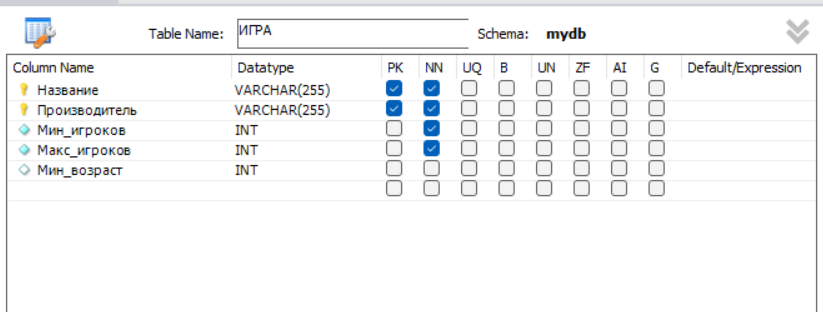 Table Name: ИГРА Schema: mydb
Column Name Datatype PK NN UQ B UN ZF AI G Default/Expression
Название VARCHAR(255)
Производитель VARCHAR(255)
Мин_игроков INT
Макс_игроков INT
Мин_возраст INT